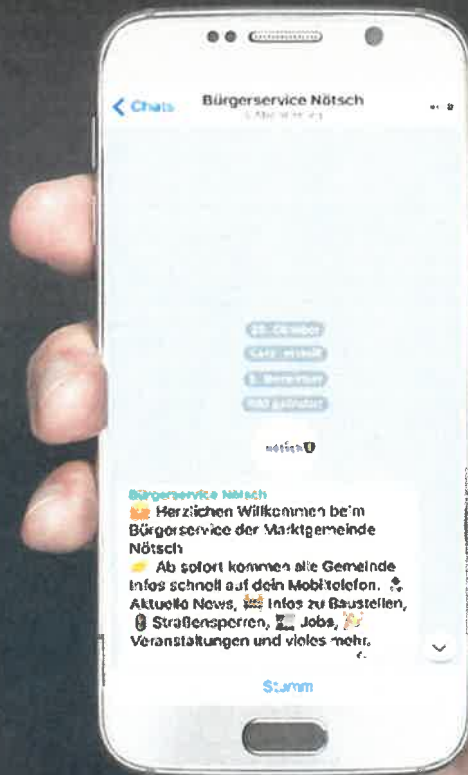 Chats
Bürgerservice Nötsch
nötsch
Bürgerservice Nötsch
Herzlichen Willkommen beim
Bürgerservice der Marktgemeinde
Nötsch
Ab sofort kommen alle Gemeinde
Infos schnell auf dein Mobiltelefon.
Aktuelle News, Infos zu Baustellen,
Straßensperren, Jobs,
Veranstaltungen und vieles mehr.
Stumm